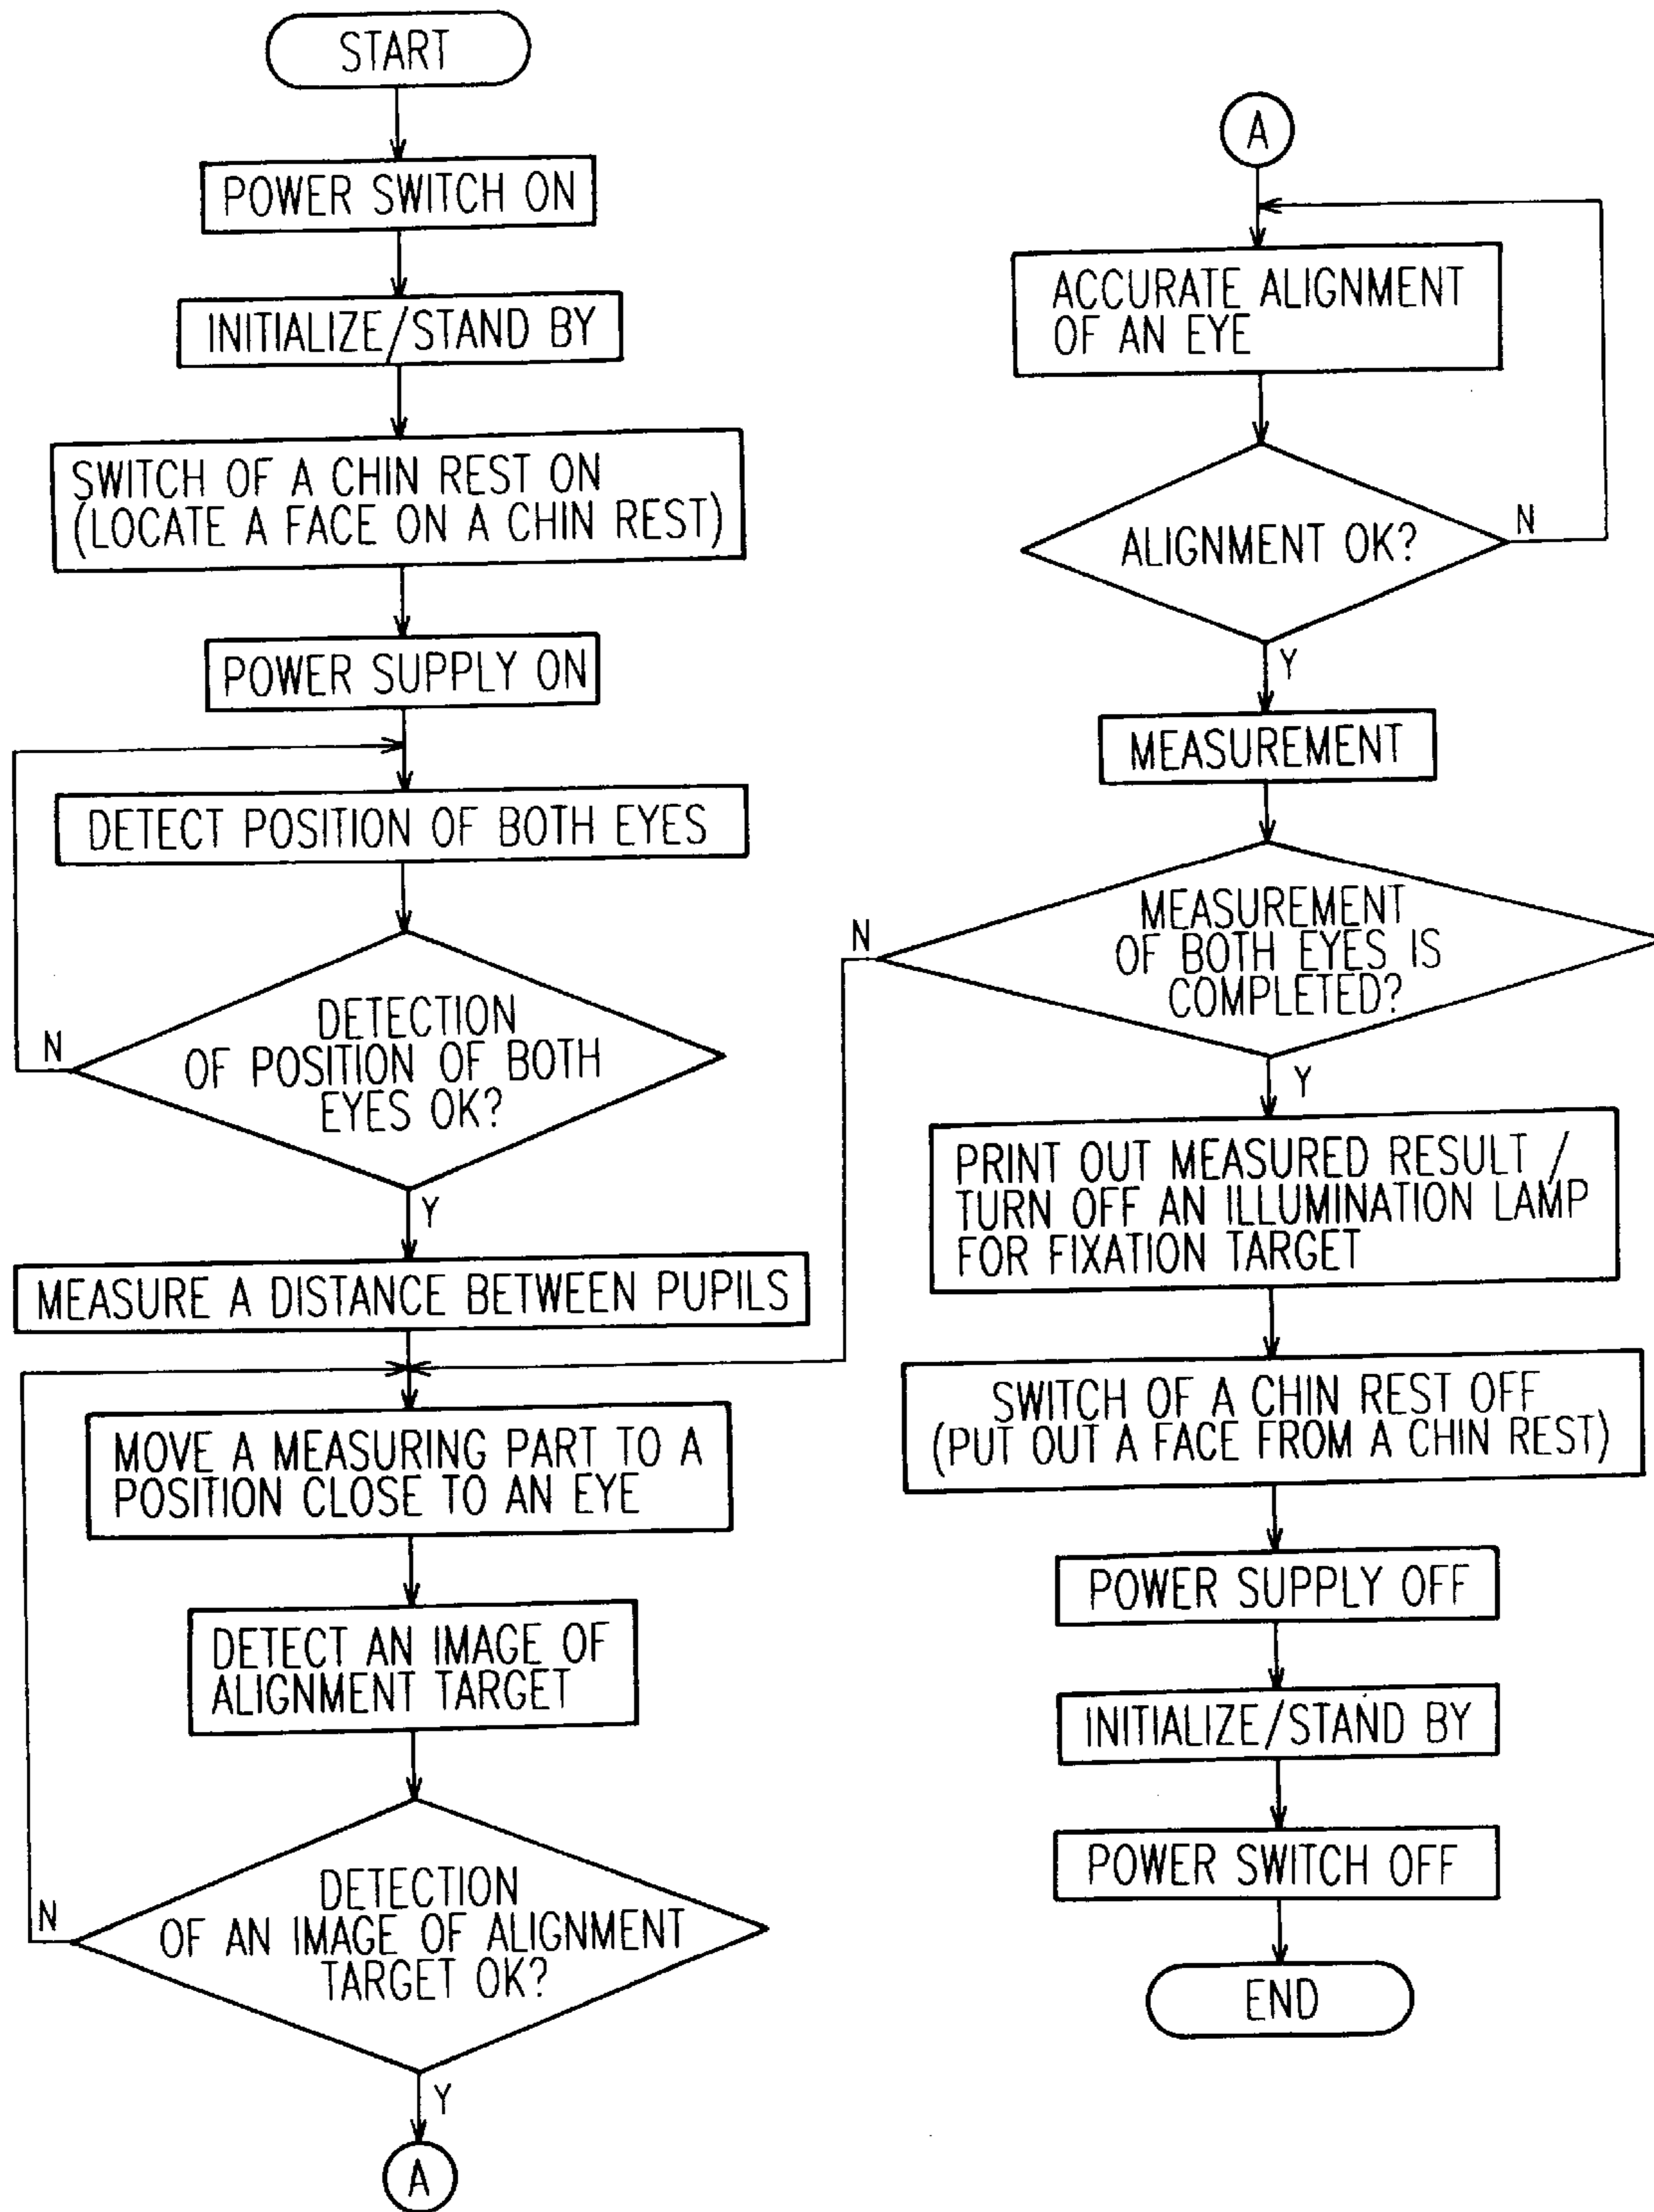 START
POWER SWITCH ON
INITIALIZE/STAND BY
SWITCH OF A CHIN REST ON
(LOCATE A FACE ON A CHIN REST)
POWER SUPPLY ON
DETECT POSITION OF BOTH EYES
DETECTION
OF POSITION OF BOTH
EYES OK?
N
Y
MEASURE A DISTANCE BETWEEN PUPILS
MOVE A MEASURING PART TO A
POSITION CLOSE TO AN EYE
DETECT AN IMAGE OF
ALIGNMENT TARGET
DETECTION
OF AN IMAGE OF ALIGNMENT
TARGET OK?
N
Y
A
A
ACCURATE ALIGNMENT
OF AN EYE
ALIGNMENT OK?
N
Y
MEASUREMENT
MEASUREMENT
OF BOTH EYES IS
COMPLETED?
N
Y
PRINT OUT MEASURED RESULT /
TURN OFF AN ILLUMINATION LAMP
FOR FIXATION TARGET
SWITCH OF A CHIN REST OFF
(PUT OUT A FACE FROM A CHIN REST)
POWER SUPPLY OFF
INITIALIZE/STAND BY
POWER SWITCH OFF
END